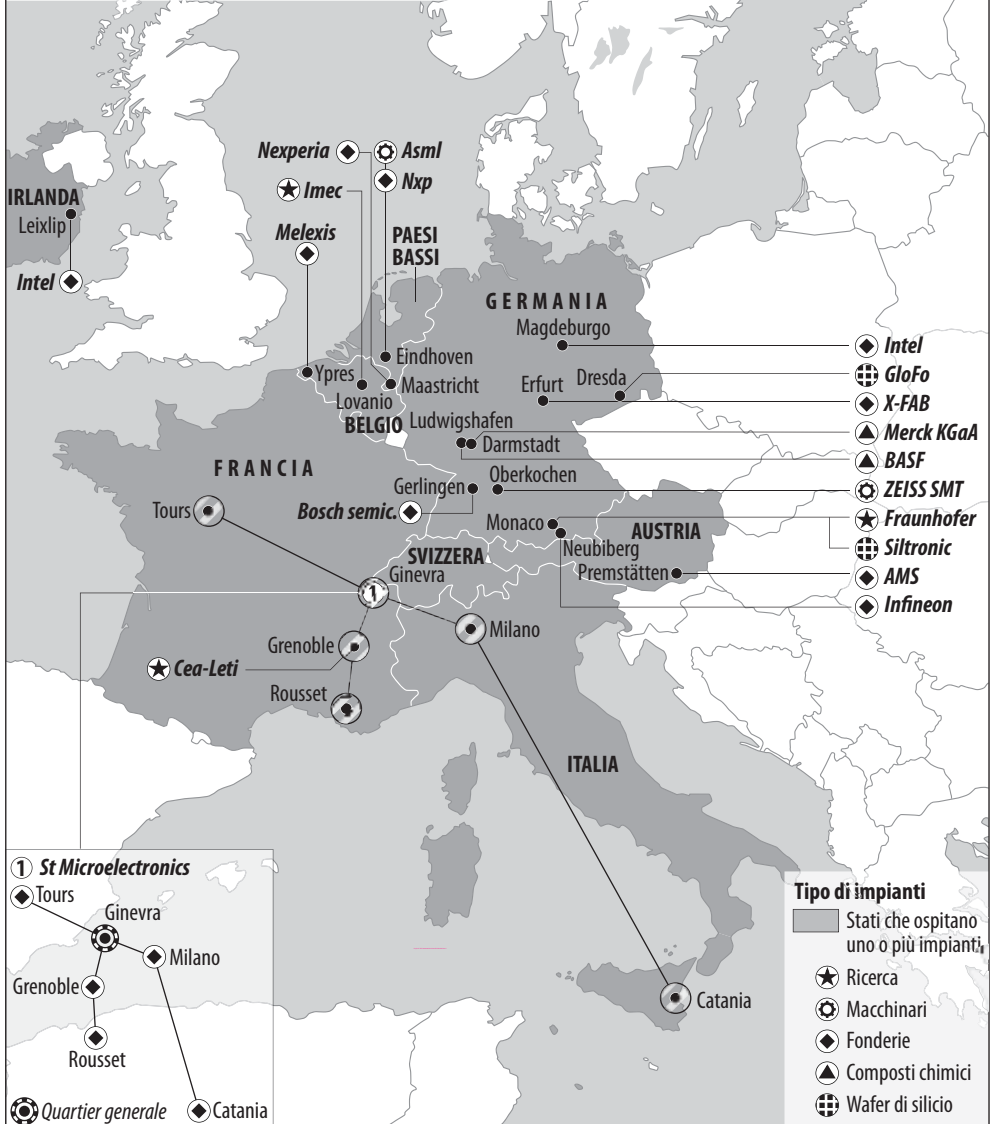 Nexperia
Asml
Imec
Nxp
IRLANDA
Leixlip
Melexis
PAESI
BASSI
Intel
GERMANIA
Magdeburgo
Eindhoven
Ypres
Maastricht
Lovanio
BELGIO
Erfurt
Dresda
Ludwigshafen
Darmstadt
Intel
GloFo
X-FAB
Merck KGaA
BASF
ZEISS SMT
Fraunhofer
Siltronic
AMS
Infineon
FRANCIA
Gerlingen
Oberkochen
Tours
Bosch semic.
Monaco
AUSTRIA
Neubiberg
SVIZZERA
Ginevra
Premstätten
1
Grenoble
Milano
Cea-Leti
Rousset
ITALIA
Catania
1 St Microelectronics
Tours
Ginevra
Milano
Grenoble
Rousset
Quartier generale
Catania
Tipo di impianti
Stati che ospitano
uno o più impianti
Ricerca
Macchinari
Fonderie
Composti chimici
Wafer di silicio